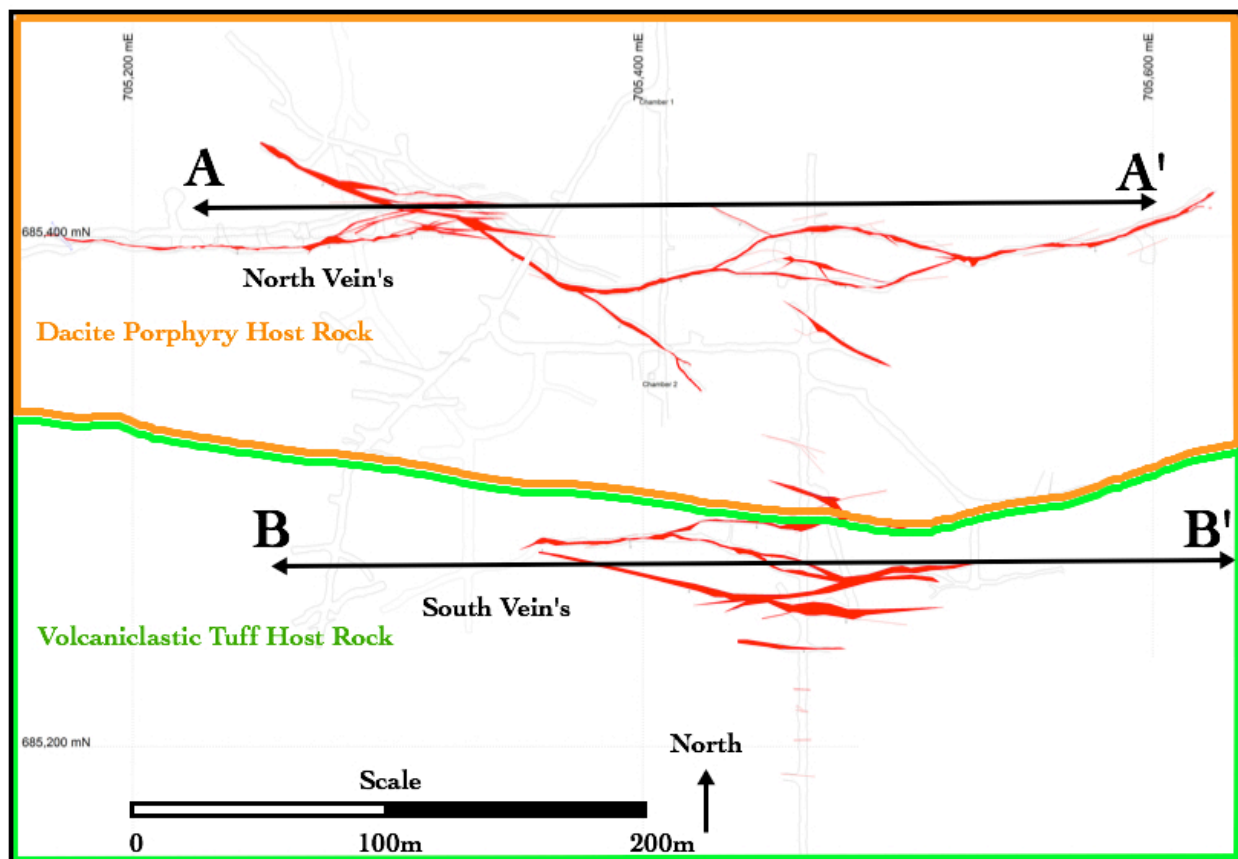 705,200 mE
705,400 mE
705,600 mE
Chamber 1
A
A'
685,400 mN
North Vein's
Dacite Porphyry Host Rock
Chamber 2
B
B'
South Vein's
Volcaniclastic Tuff Host Rock
685,200 mN
North
Scale
0 100m 200m